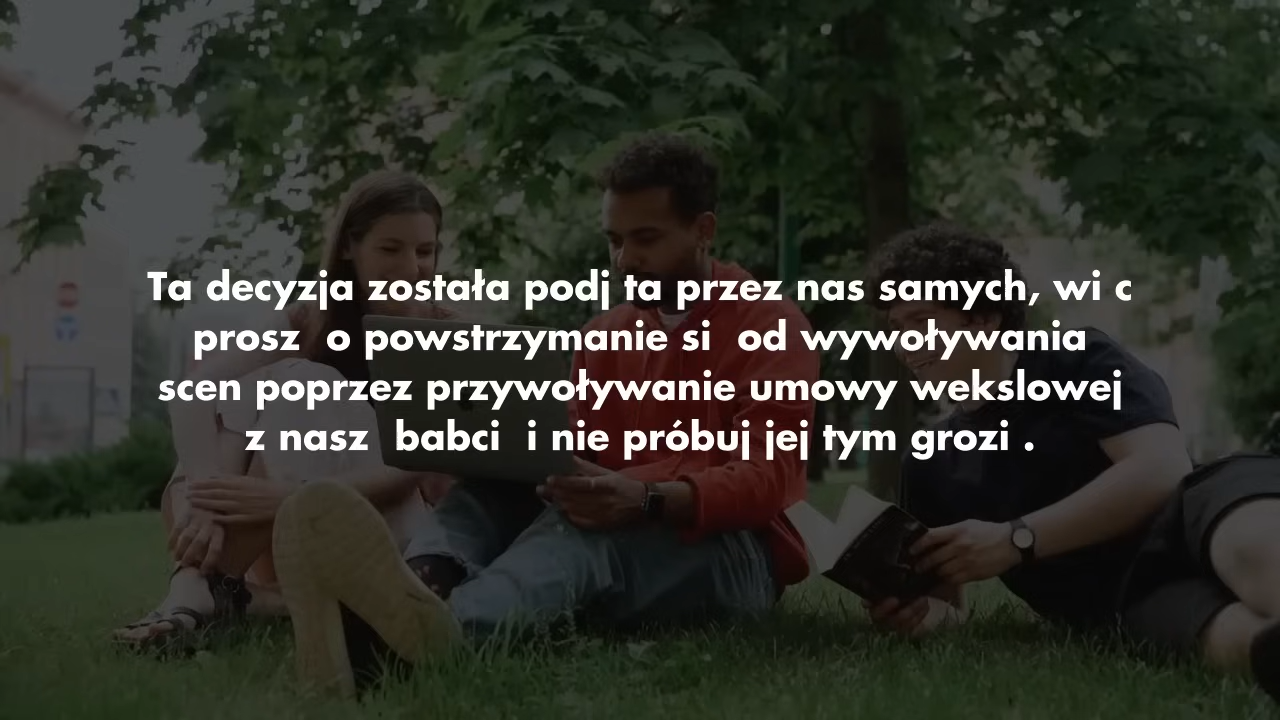 Ta decyzja została podj ta przez nas samych, wi c
prosz  o powstrzymanie si  od wywoływania
scen poprzez przywoływanie umowy wekslowej
z nasz  babci  i nie próbuj jej tym grozi .